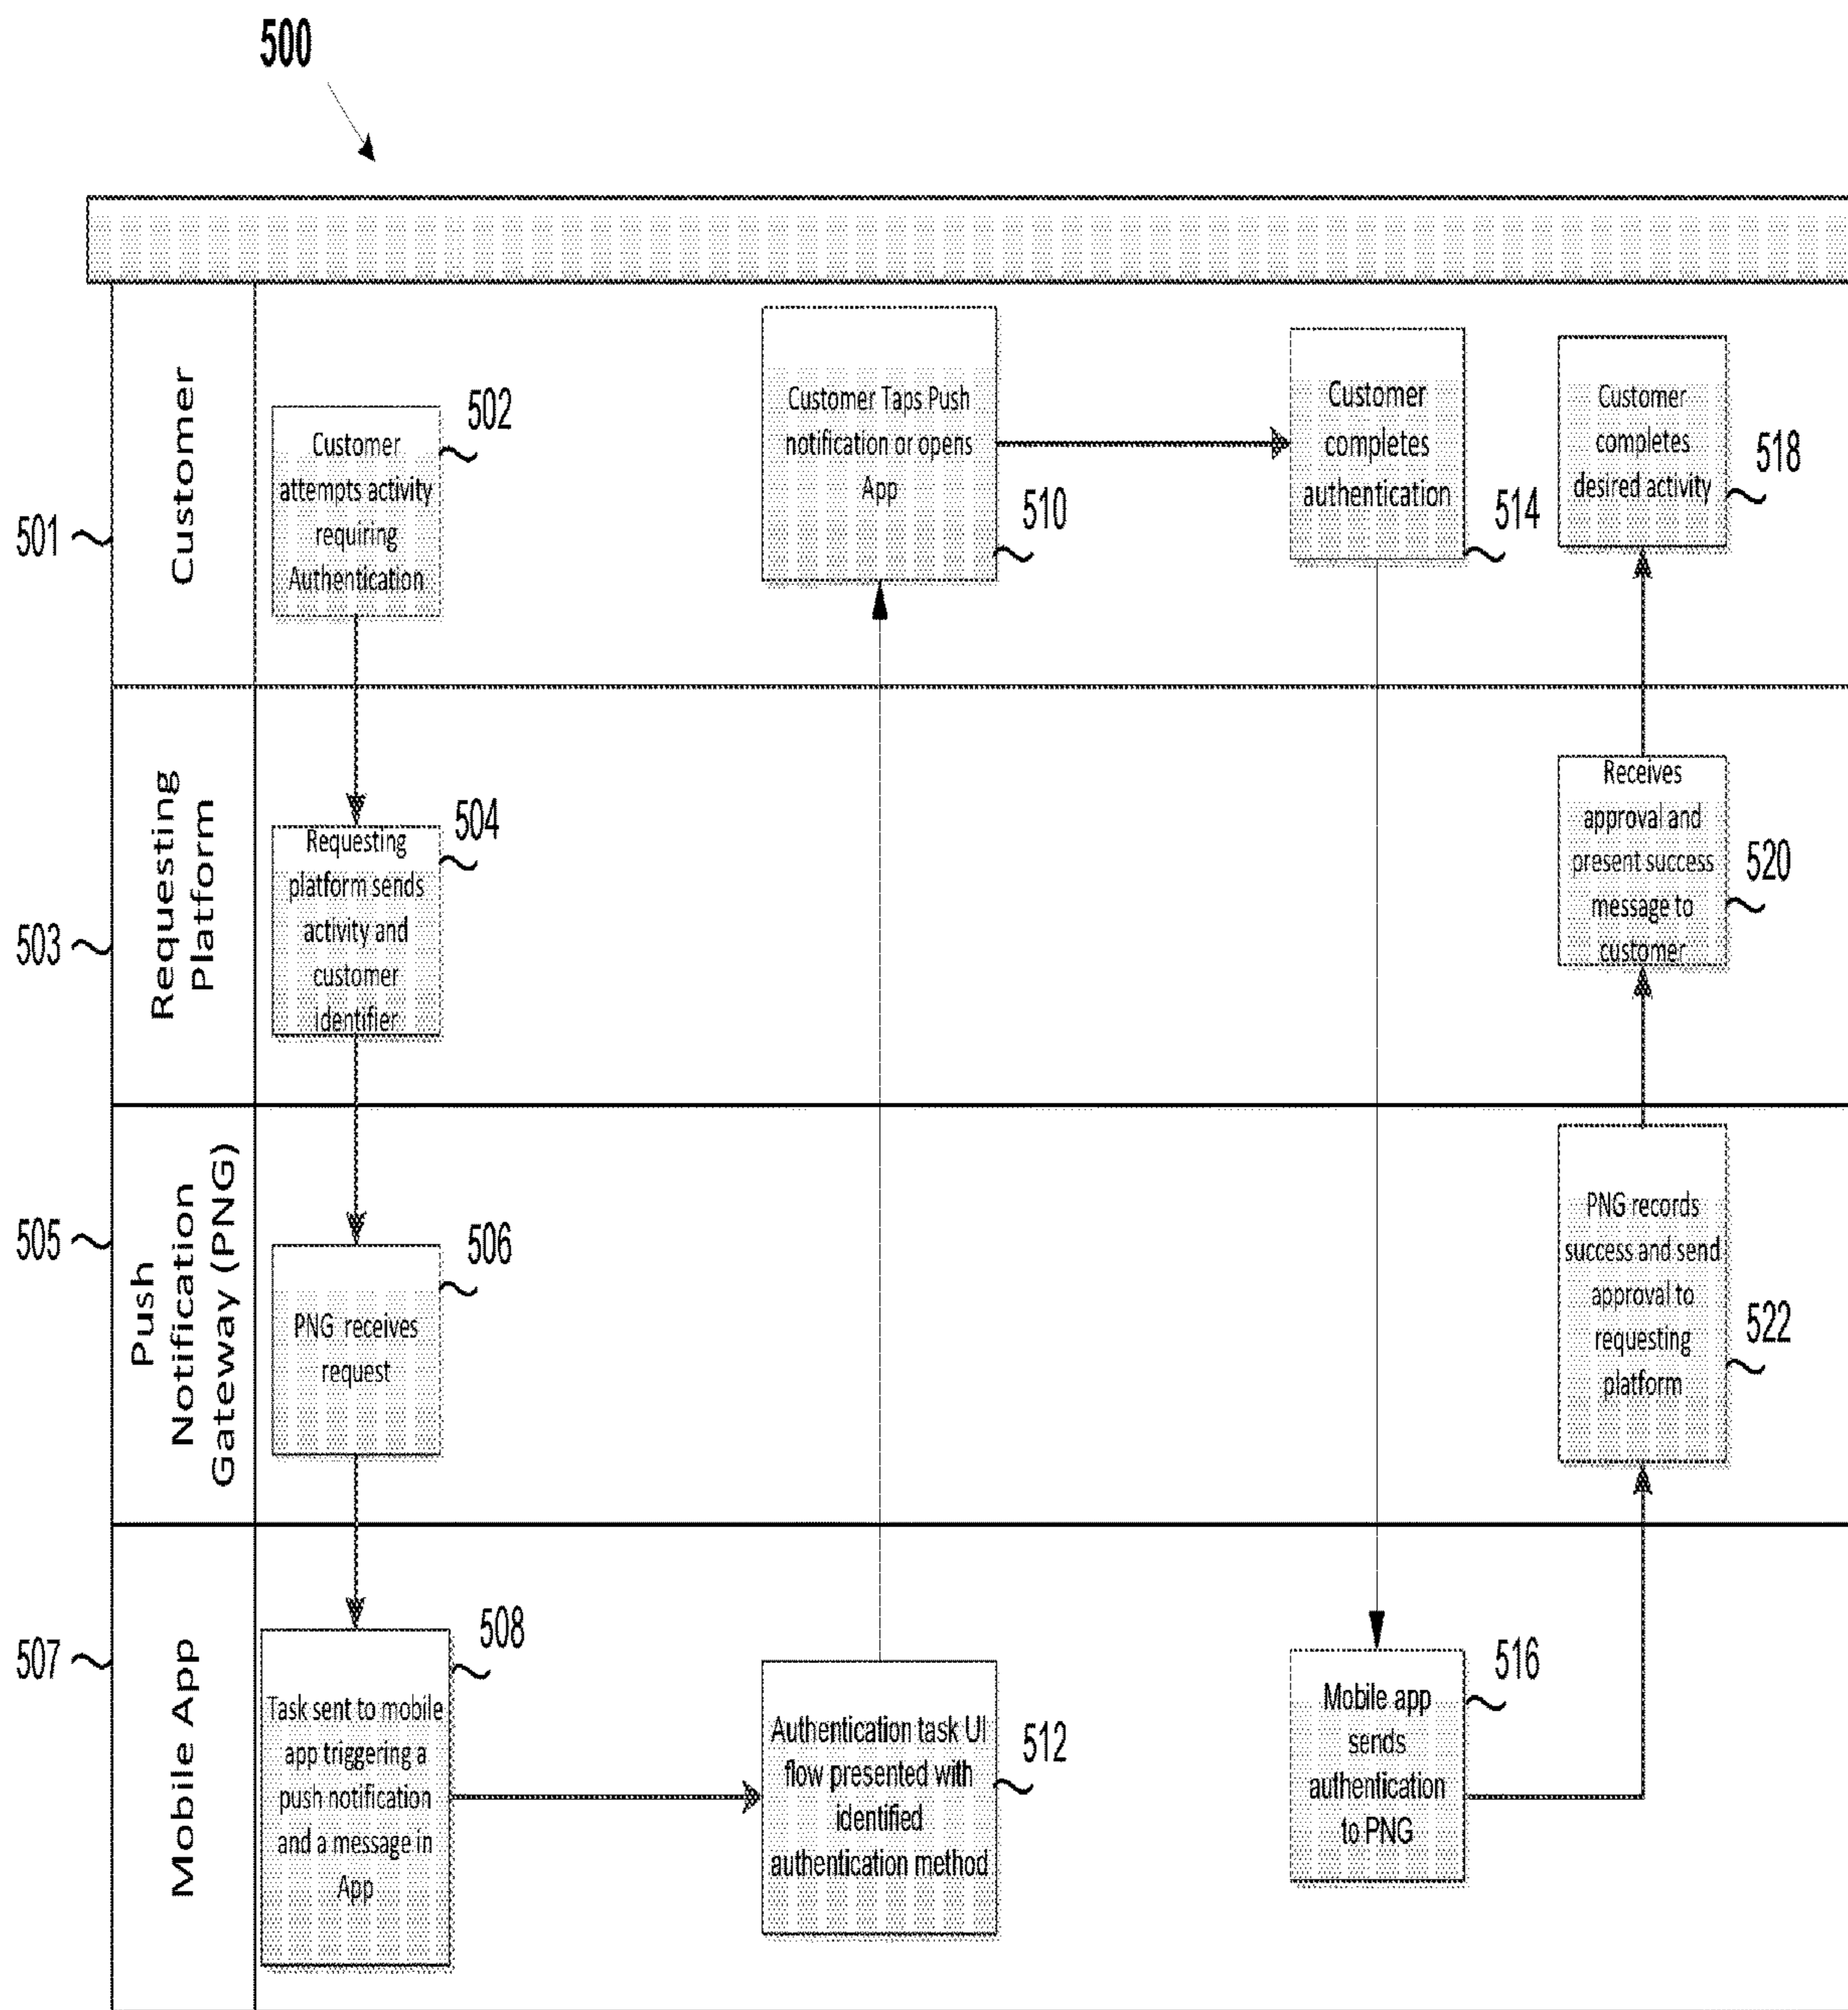 500
501
Customer
Customer
attempts activity
requiring
Authentication
502
Customer Taps Push
notification or opens
App
510
Customer
completes
authentication
514
Customer
completes
desired activity
518
503
Requesting
Platform
Requesting
platform sends
activity and
customer
identifier
504
Receives
approval and
present success
message to
customer
520
505
Push
Notification
Gateway (PNG)
PNG receives
request
506
PNG records
success and send
approval to
requesting
platform
522
507
Mobile App
Task sent to mobile
app triggering a
push notification
and a message in
App
508
Authentication task UI
flow presented with
identified
authentication method
512
Mobile app
sends
authentication
to PNG
516